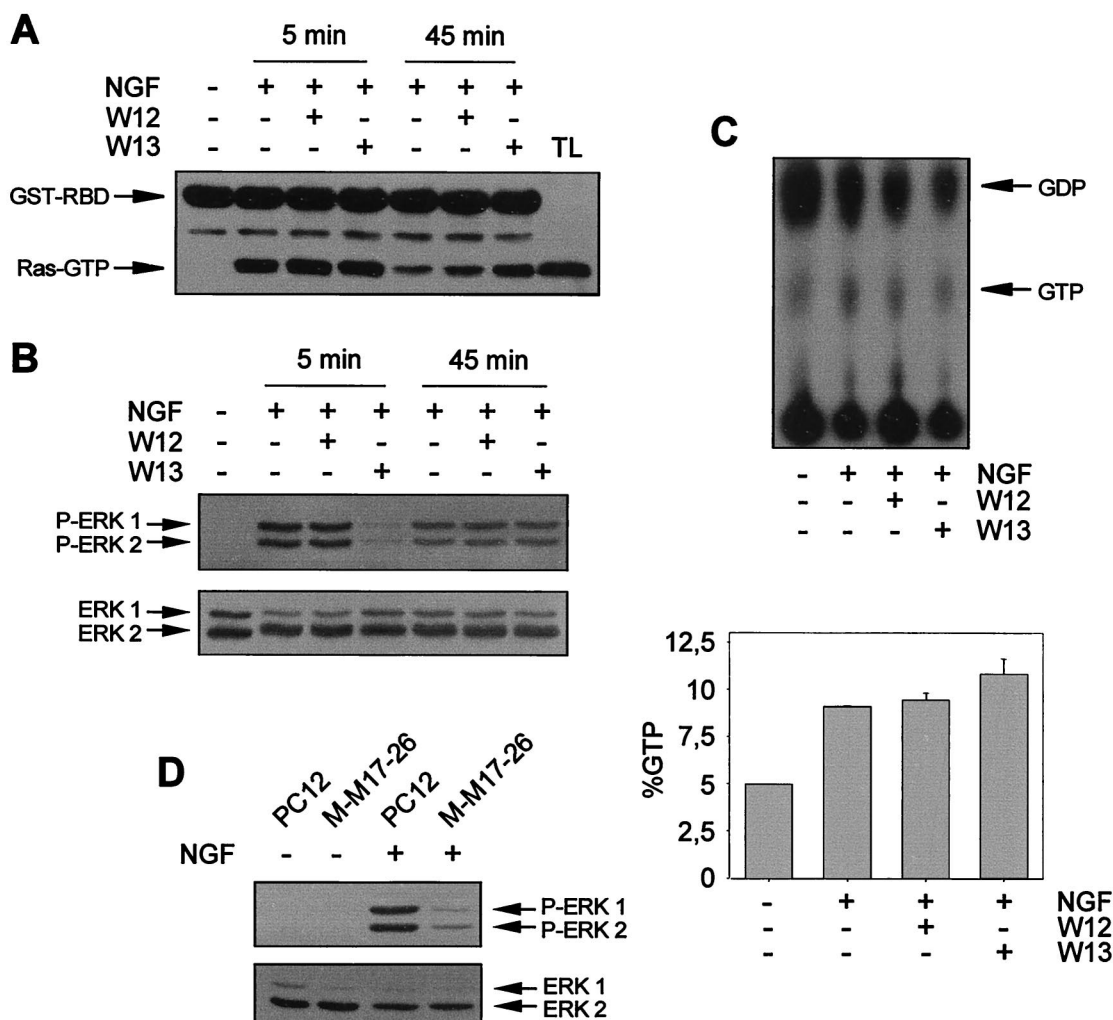 A
5 min 45 min
NGF - + + + + + +
W12 - - + - - + -
W13 - - - + - - + TL
GST-RBD
Ras-GTP
B
5 min 45 min
NGF - + + + + + +
W12 - - + - - + -
W13 - - - + - - +
P-ERK 1
P-ERK 2
ERK 1
ERK 2
C
GDP
GTP
- + + + NGF
- - + - W12
- - - + W13
%GTP
12,5
10
7,5
5
2,5
0
- + + + NGF
- - + - W12
- - - + W13
D
PC12 M-M17-26 PC12 M-M17-26
NGF - - + +
P-ERK 1
P-ERK 2
ERK 1
ERK 2